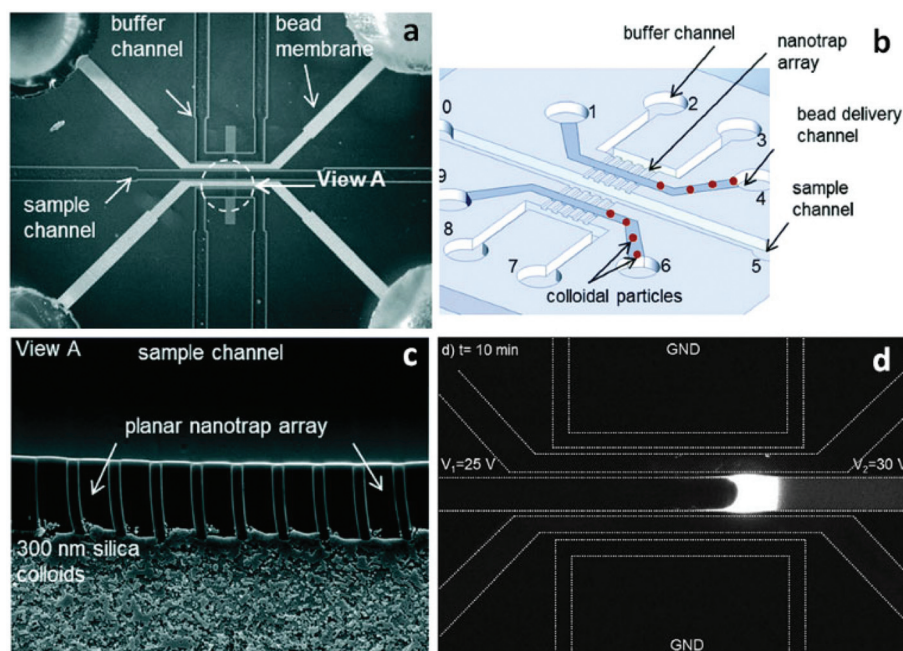 buffer
channel
bead
membrane
a
View A
sample
channel
buffer channel
b
nanotrap
array
1
2
3
bead delivery
channel
0
4
9
sample
channel
8
7
6
5
colloidal particles
View A
sample channel
c
planar nanotrap array
300 nm silica
colloids
d) t= 10 min
GND
d
V₁=25 V
V₂=30 V
GND